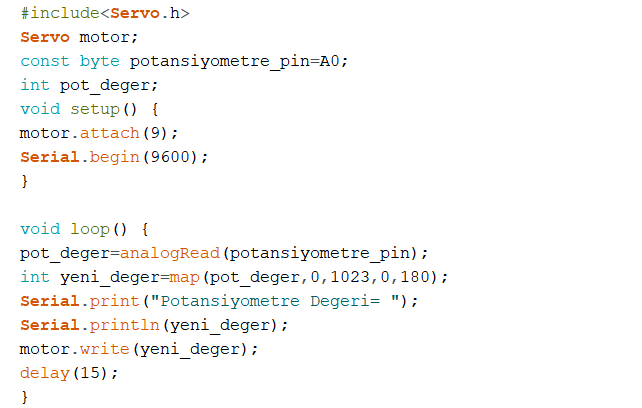 #include<Servo.h>
Servo motor;
const byte potansiyometre_pin=A0;
int pot_deger;
void setup() {
motor.attach(9);
Serial.begin(9600);
}
void loop() {
pot_deger=analogRead(potansiyometre_pin);
int yeni_deger=map(pot_deger,0,1023,0,180);
Serial.print("Potansiyometre Degeri= ");
Serial.println(yeni_deger);
motor.write(yeni_deger);
delay(15);
}